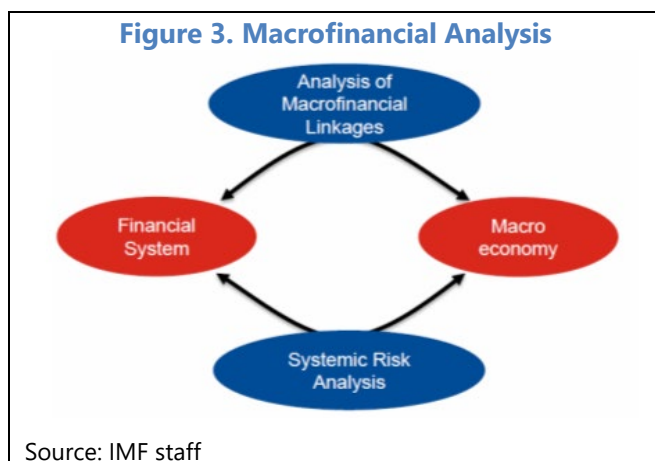 Figure 3. Macrofinancial Analysis
Analysis of
Macrofinancial
Linkages
Financial
System
Macro
economy
Systemic Risk
Analysis
Source: IMF staff